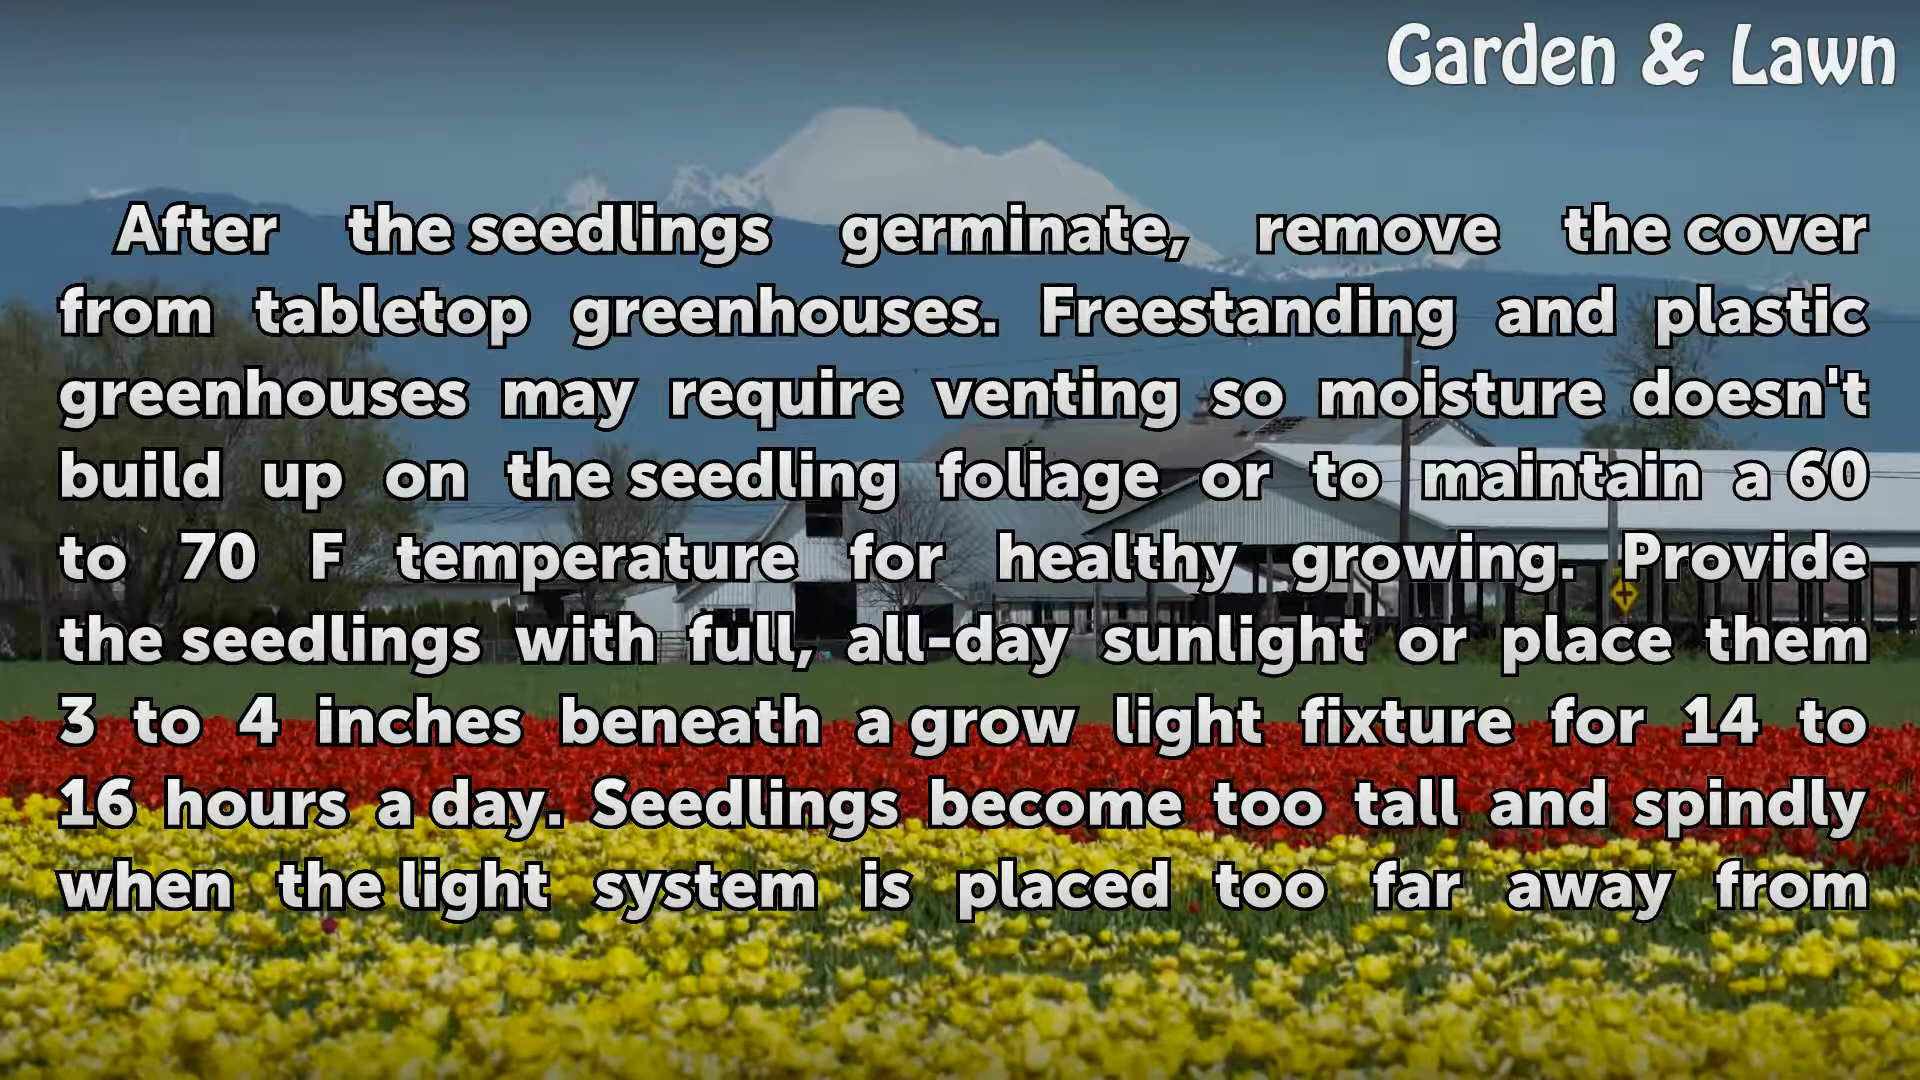 Garden & Lawn
After the seedlings germinate, remove the cover
from tabletop greenhouses. Freestanding and plastic
greenhouses may require venting so moisture doesn't
build up on the seedling foliage or to maintain a 60
to 70 F temperature for healthy growing. Provide
the seedlings with full, all-day sunlight or place them
3 to 4 inches beneath a grow light fixture for 14 to
16 hours a day. Seedlings become too tall and spindly
when the light system is placed too far away from